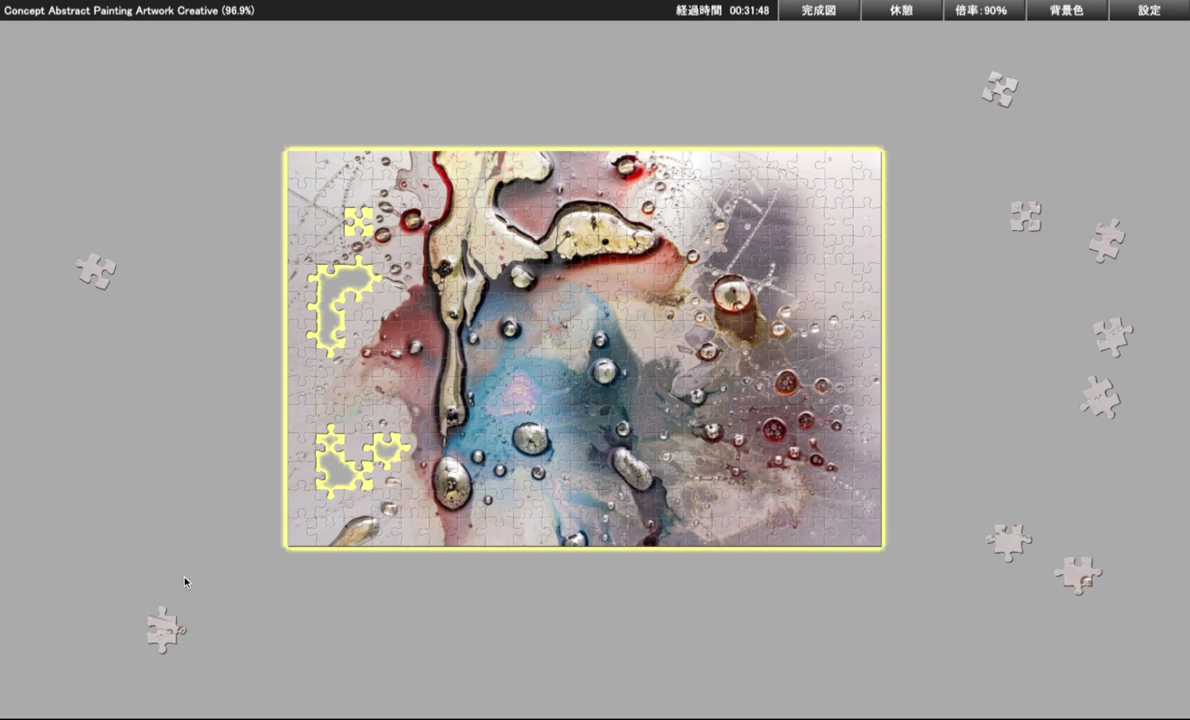 Concept Abstract Painting Artwork Creative (96.9%) 経過時間 00:31:48 完成図 休憩 倍率:90% 背景色 設定